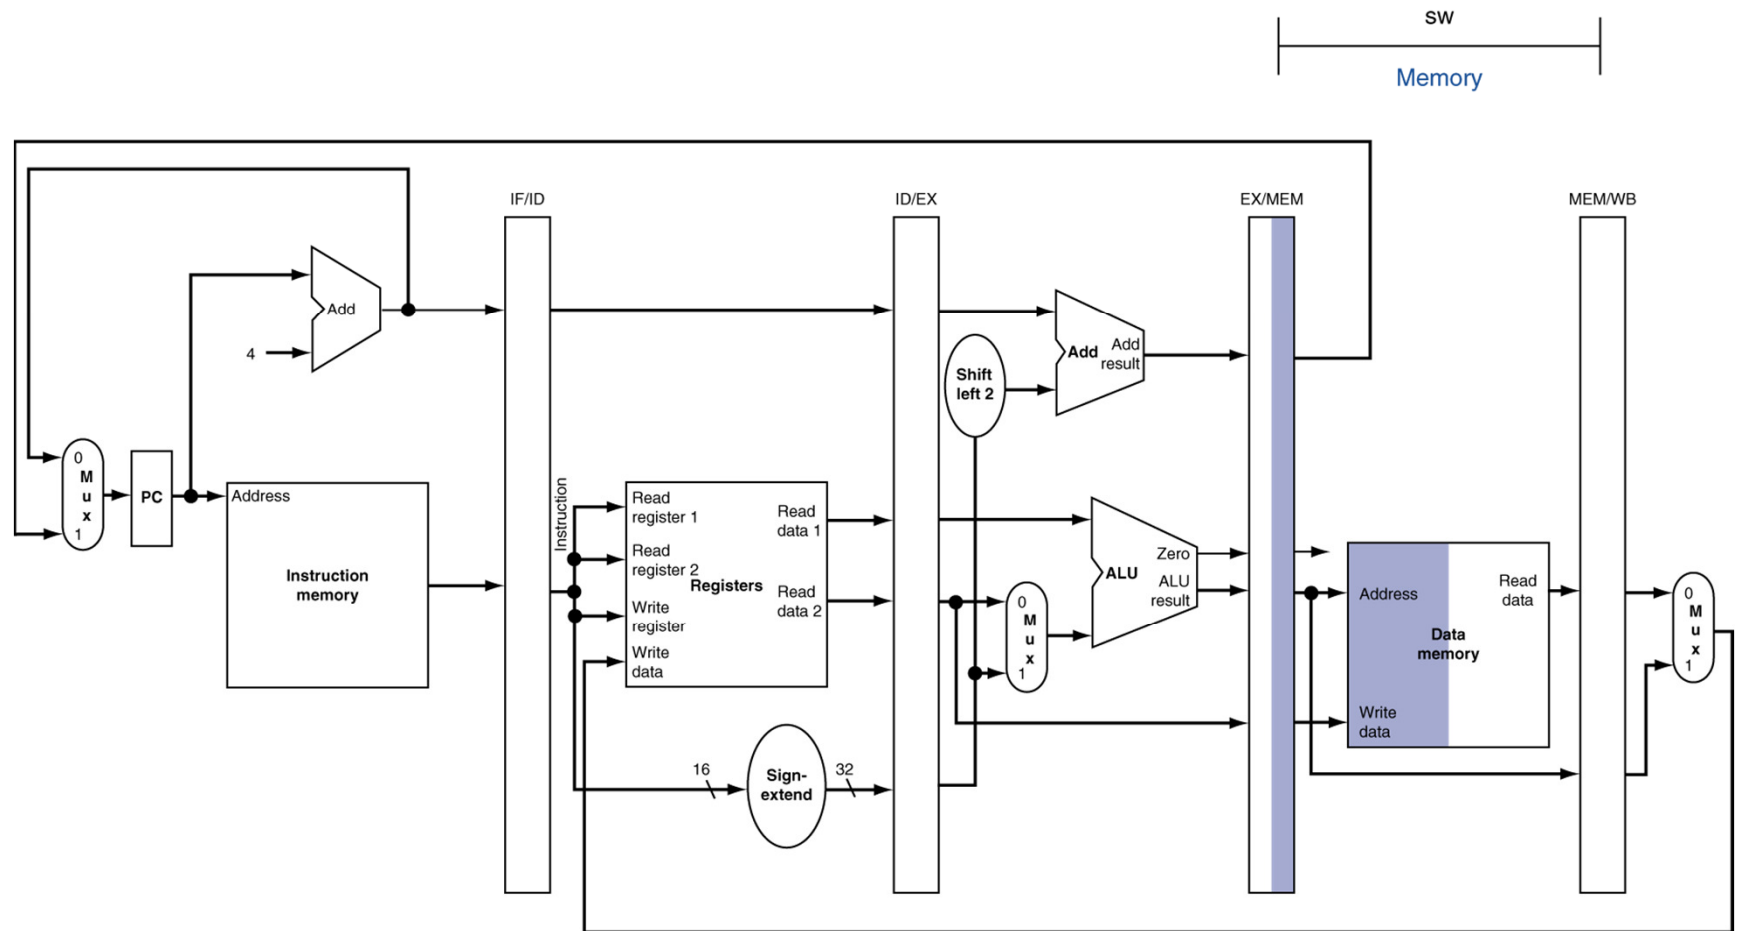 SW
Memory
IF/ID
ID/EX
EX/MEM
MEM/WB
Add
4
Shift
left 2
Add
Add
result
0
M
u
x
1
PC
Address
Instruction
memory
Instruction
Read
register 1
Read
register 2
Write
register
Write
data
Registers
Read
data 1
Read
data 2
16
Sign-
extend
32
0
M
u
x
1
ALU
Zero
ALU
result
Address
Write
data
Data
memory
Read
data
0
M
u
x
1